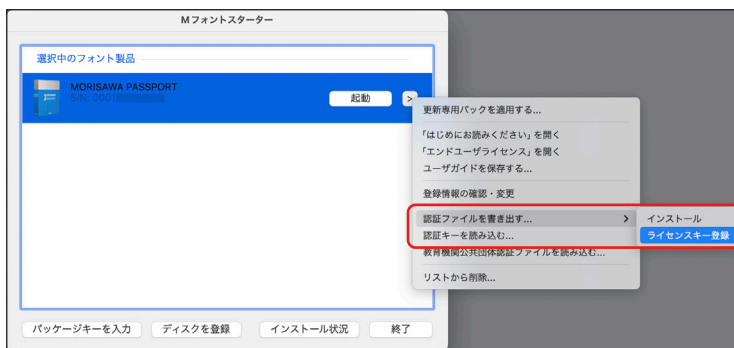 Mフォントスターター
選択中のフォント製品
MORISAWA PASSPORT
S/N: 0001
起動
>
更新専用パックを適用する...
「はじめにお読みください」を開く
「エンドユーザライセンス」を開く
ユーザガイドを保存する...
登録情報の確認・変更
認証ファイルを書き出す... >
インストール
認証キーを読み込む...
ライセンスキー登録
教育機関公共団体認証ファイルを読み込む...
リストから削除...
パッケージキーを入力
ディスクを登録
インストール状況
終了